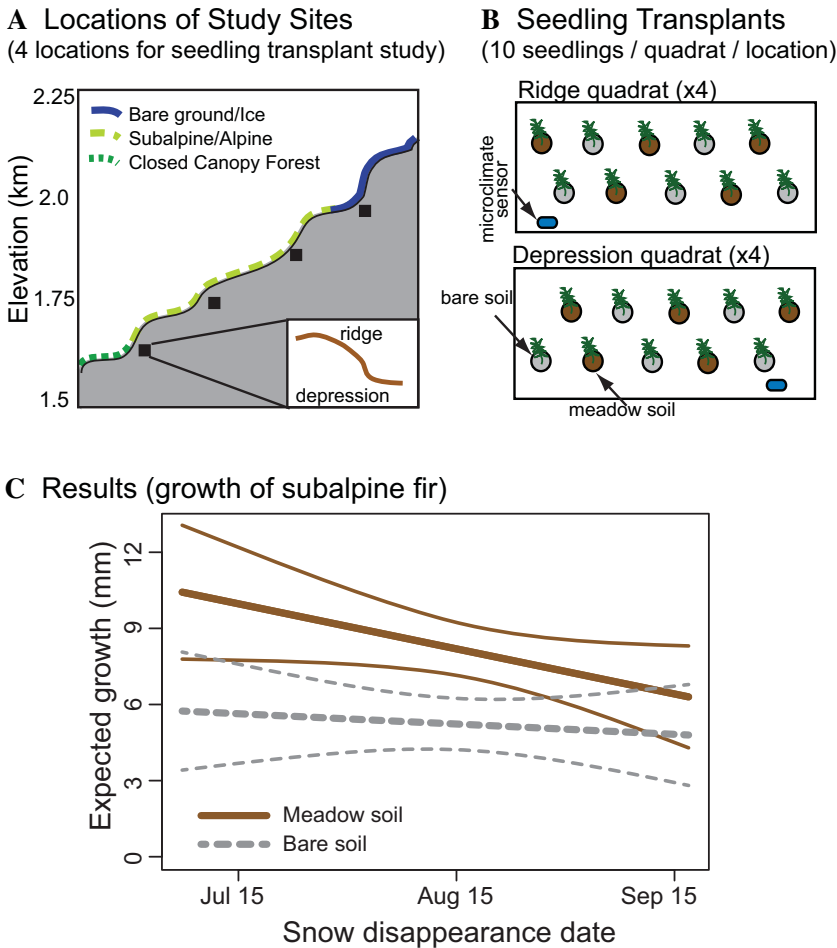 A Locations of Study Sites
(4 locations for seedling transplant study)
2.25
2.0
1.75
1.5
Elevation (km)
Bare ground/Ice
Subalpine/Alpine
Closed Canopy Forest
ridge
depression
B Seedling Transplants
(10 seedlings / quadrat / location)
Ridge quadrat (x4)
microclimate
sensor
Depression quadrat (x4)
bare soil
meadow soil
C Results (growth of subalpine fir)
12
9
6
3
0
Expected growth (mm)
Meadow soil
Bare soil
Jul 15
Aug 15
Sep 15
Snow disappearance date